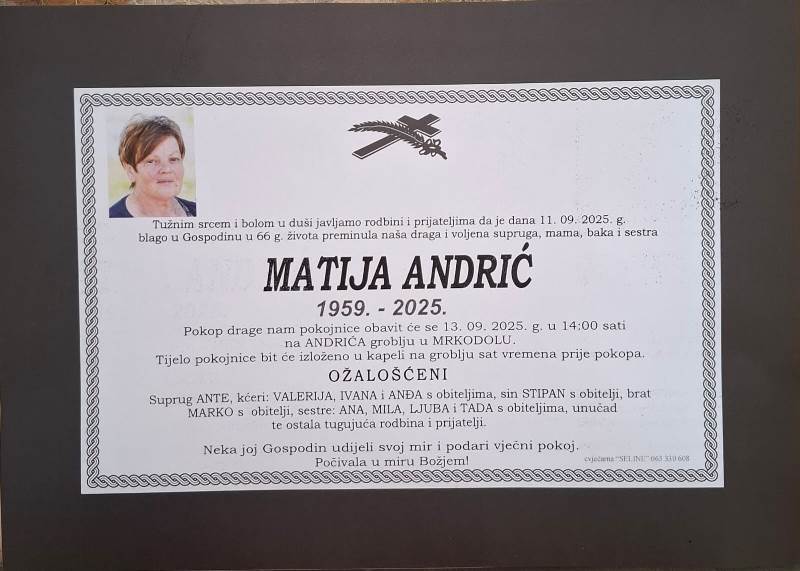 Tužnim srcem i bolom u duši javljamo rodbini i prijateljima da je dana 11. 09. 2025. g.
blago u Gospodinu u 66 g. života preminula naša draga i voljena supruga, mama, baka i sestra
MATIJA ANDRIĆ
1959. - 2025.
Pokop drage nam pokojnice obavit će se 13. 09. 2025. g. u 14:00 sati
na ANDRIĆA groblju u MRKODOLU.
Tijelo pokojnice bit će izloženo u kapeli na groblju sat vremena prije pokopa.
OŽALOŠĆENI
Suprug ANTE, kćeri: VALERIJA, IVANA i ANĐA s obiteljima, sin STIPAN s obitelji, brat
MARKO s obitelji, sestre: ANA, MILA, LJUBA i TADA s obiteljima, unučad
te ostala tugujuća rodbina i prijatelji.
Neka joj Gospodin udijeli svoj mir i podari vječni pokoj.
Počivala u miru Božjem!
cvjećarna "SELINE" 063 330 608